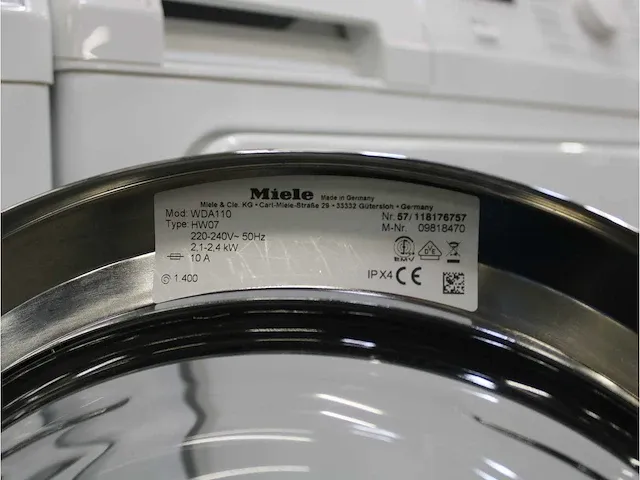 Miele Made in Germany
Miele & Cie. KG • Carl-Miele-Straße 29 • 33332 Gütersloh • Germany
Mod: WDA110 Nr. 57/118176757
Type: HW07 M-Nr. 09818470
220-240V~ 50Hz
2,1-2,4 kW
10 A
1.400 IPX4 CE